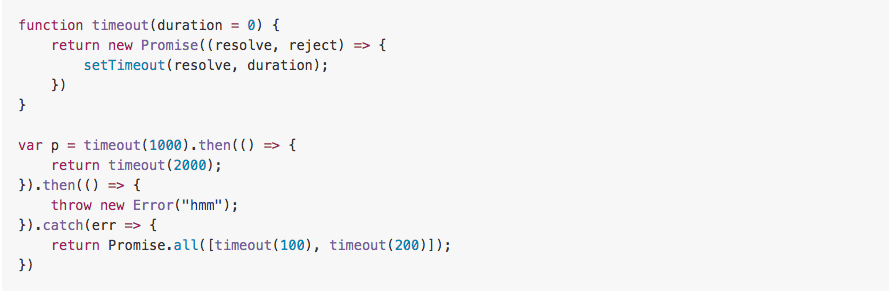 function timeout(duration = 0) {
    return new Promise((resolve, reject) => {
        setTimeout(resolve, duration);
    })
}

var p = timeout(1000).then(() => {
    return timeout(2000);
}).then(() => {
    throw new Error("hmm");
}).catch(err => {
    return Promise.all([timeout(100), timeout(200)]);
})